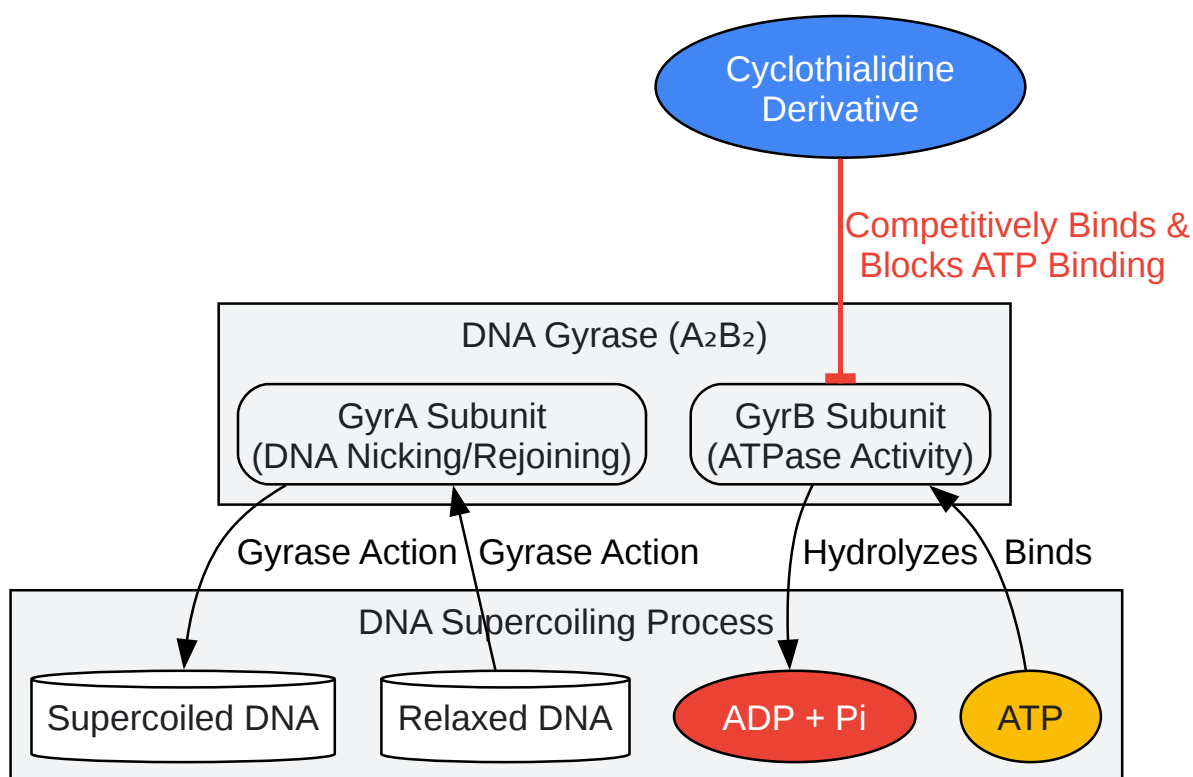 Cyclothialidine
Derivative
Competitively Binds &
Blocks ATP Binding
DNA Gyrase (A₂B₂)
GyrA Subunit
(DNA Nicking/Rejoining)
GyrB Subunit
(ATPase Activity)
Gyrase Action
Gyrase Action
Hydrolyzes
Binds
DNA Supercoiling Process
Supercoiled DNA
Relaxed DNA
ADP + Pi
ATP